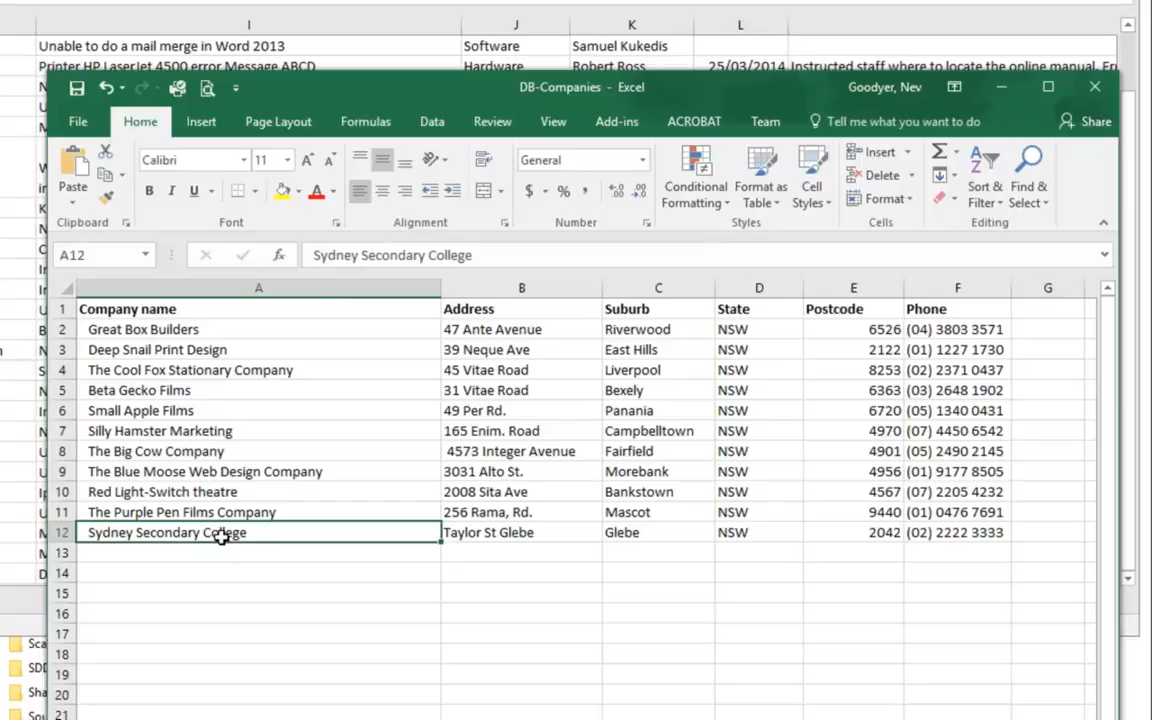 I J K L
Unable to do a mail merge in Word 2013 Software Samuel Kukedis
Printer HP LaserJet 4500 error Message ABCD Hardware Robert Ross 25/03/2014 Instructed staff where to locate the online manual.
DB-Companies - Excel Goodyer, Nev
File Home Insert Page Layout Formulas Data Review View Add-ins ACROBAT Team Tell me what you want to do Share
Paste Calibri 11 General Conditional Formatting Format as Table Cell Styles Insert Delete Format Sort & Filter Find & Select
Clipboard Font Alignment Number Styles Cells Editing
A12 fx Sydney Secondary College
A B C D E F G
1 Company name Address Suburb State Postcode Phone
2 Great Box Builders 47 Ante Avenue Riverwood NSW 6526 (04) 3803 3571
3 Deep Snail Print Design 39 Neque Ave East Hills NSW 2122 (01) 1227 1730
4 The Cool Fox Stationary Company 45 Vitae Road Liverpool NSW 8253 (02) 2371 0437
5 Beta Gecko Films 31 Vitae Road Bexely NSW 6363 (03) 2648 1902
6 Small Apple Films 49 Per Rd. Panania NSW 6720 (05) 1340 0431
7 Silly Hamster Marketing 165 Enim. Road Campbelltown NSW 4970 (07) 4450 6542
8 The Big Cow Company 4573 Integer Avenue Fairfield NSW 4901 (05) 2490 2145
9 The Blue Moose Web Design Company 3031 Alto St. Morebank NSW 4956 (01) 9177 8505
10 Red Light-Switch theatre 2008 Sita Ave Bankstown NSW 4567 (07) 2205 4232
11 The Purple Pen Films Company 256 Rama, Rd. Mascot NSW 9440 (01) 0476 7691
12 Sydney Secondary College Taylor St Glebe Glebe NSW 2042 (02) 2222 3333
13
14
15
16
17
18
19
20
21